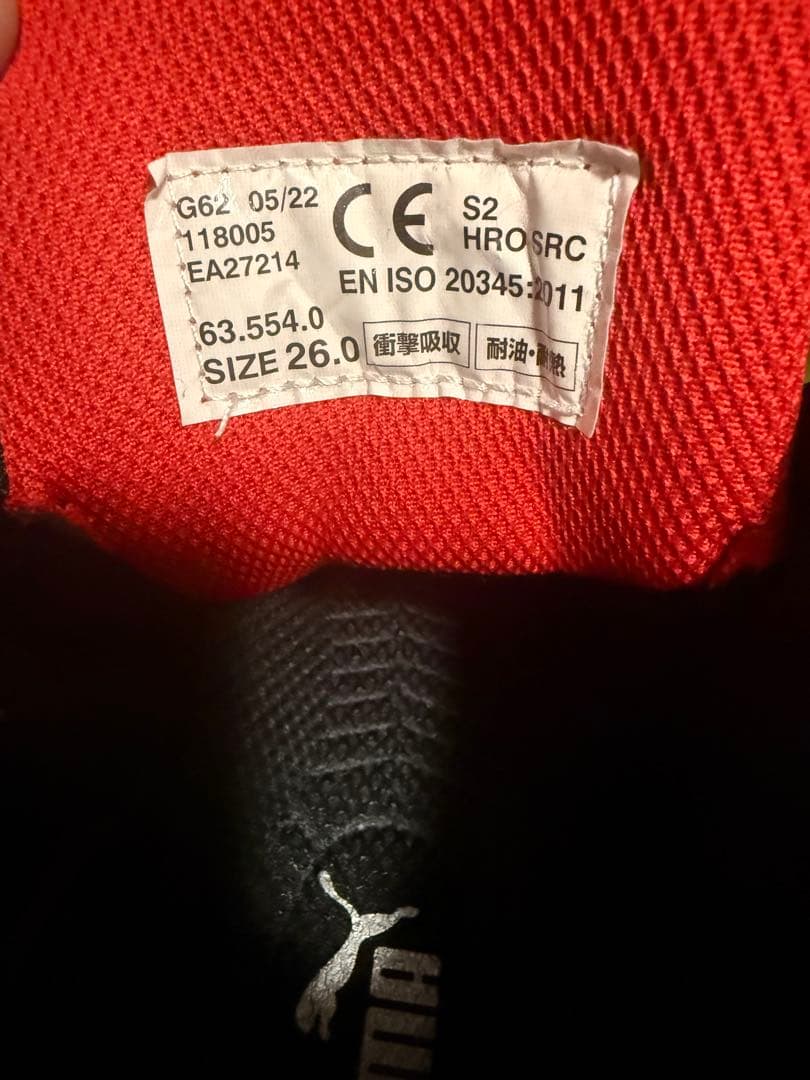 G62 05/22
118005
EA27214
CE
S2
HRO SRC
EN ISO 20345:2011
63.554.0
SIZE 26.0
衝撃吸収
耐油・耐熱